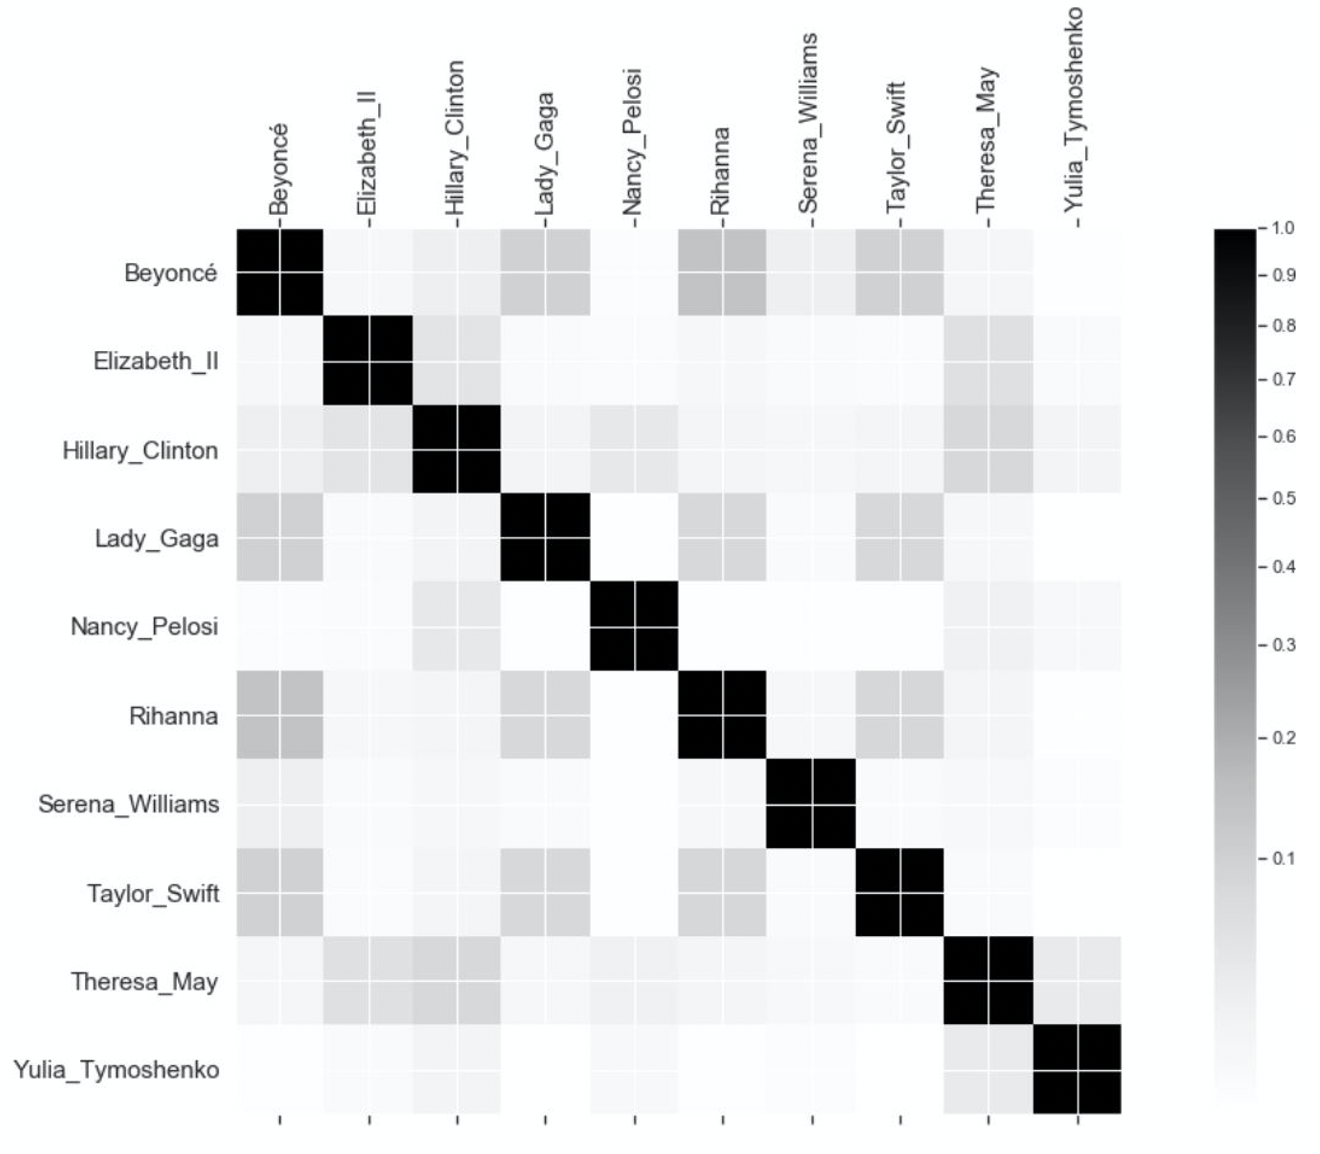 Beyoncé
Elizabeth_II
Hillary_Clinton
Lady_Gaga
Nancy_Pelosi
Rihanna
Serena_Williams
Taylor_Swift
Theresa_May
Yulia_Tymoshenko
Beyoncé
Elizabeth_II
Hillary_Clinton
Lady_Gaga
Nancy_Pelosi
Rihanna
Serena_Williams
Taylor_Swift
Theresa_May
Yulia_Tymoshenko
1.0
0.9
0.8
0.7
0.6
0.5
0.4
0.3
0.2
0.1